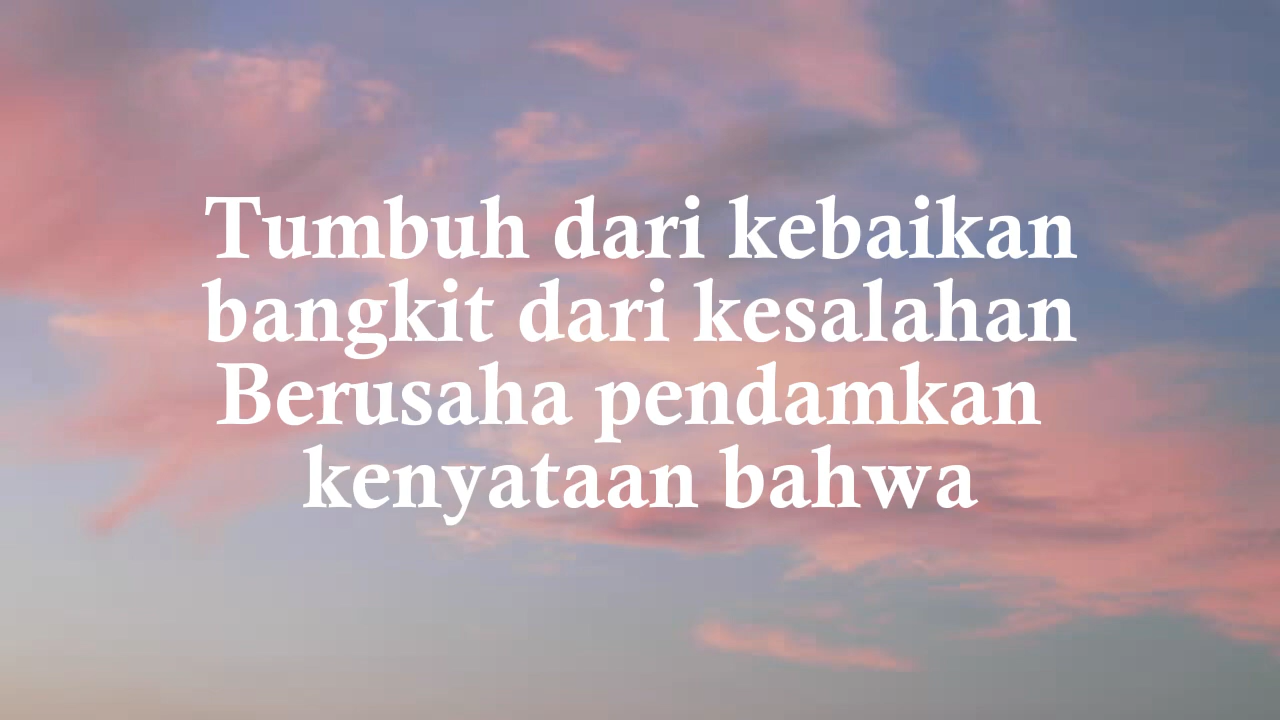 Tumbuh dari kebaikan
bangkit dari kesalahan
Berusaha pendamkan
kenyataan bahwa